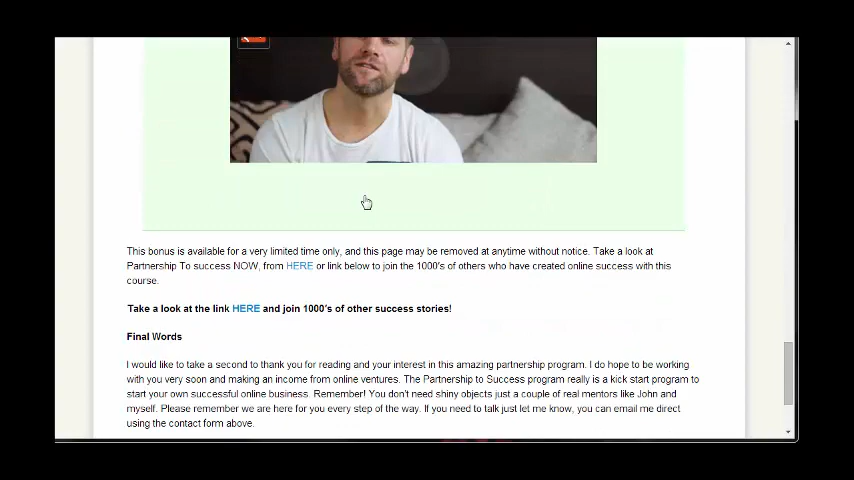 This bonus is available for a very limited time only, and this page may be removed at anytime without notice. Take a look at
Partnership To success NOW, from HERE or link below to join the 1000's of others who have created online success with this
course.
Take a look at the link HERE and join 1000's of other success stories!
Final Words
I would like to take a second to thank you for reading and your interest in this amazing partnership program. I do hope to be working
with you very soon and making an income from online ventures. The Partnership to Success program really is a kick start program to
start your own successful online business. Remember! You don't need shiny objects just a couple of real mentors like John and
myself. Please remember we are here for you every step of the way. If you need to talk just let me know, you can email me direct
using the contact form above.